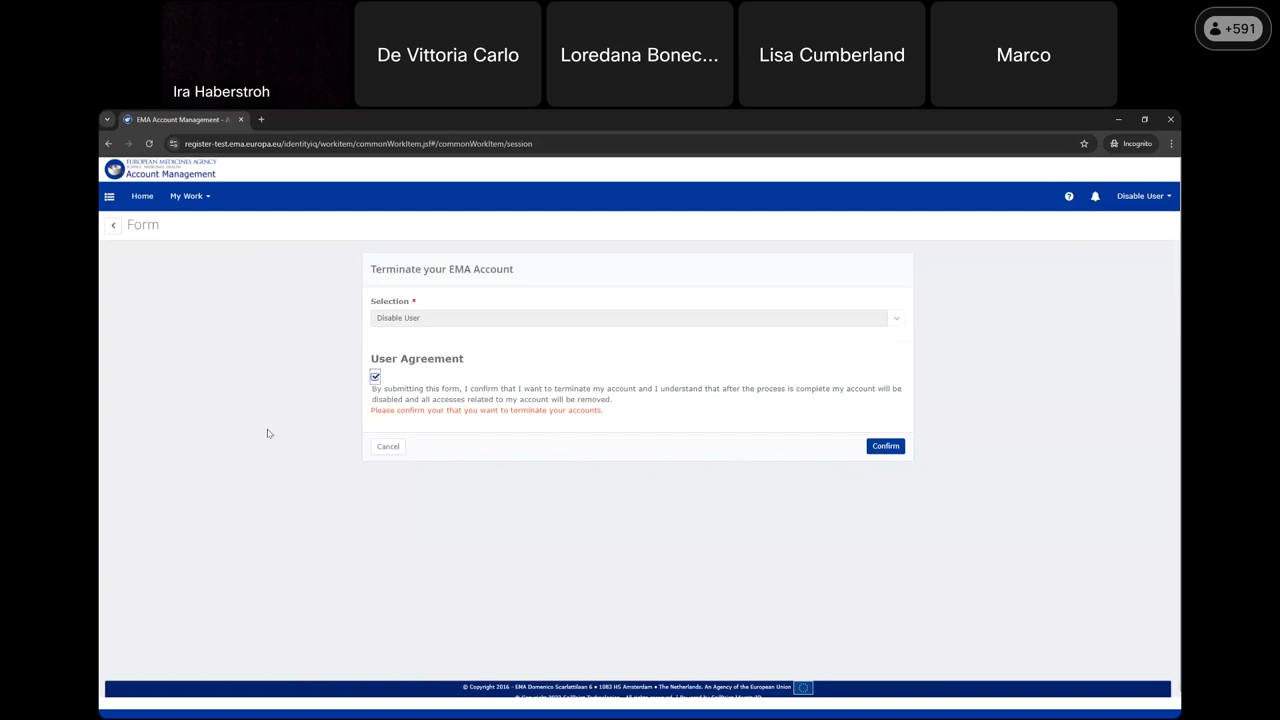 +591
De Vittoria Carlo
Loredana Bonec...
Lisa Cumberland
Marco
Ira Haberstroh
EMA Account Management - A
register-test.ema.europa.eu/identityiq/workitem/commonWorkItem.jsf#/commonWorkItem/session
Incognito
EUROPEAN MEDICINES AGENCY
SCIENCE MEDICINES HEALTH
Account Management
Home
My Work
Disable User
Form
Terminate your EMA Account
Selection *
Disable User
User Agreement
By submitting this form, I confirm that I want to terminate my account and I understand that after the process is complete my account will be
disabled and all accesses related to my account will be removed.
Please confirm your that you want to terminate your accounts.
Cancel
Confirm
© Copyright 2016 - EMA Domenico Scarlattilaan 6 • 1083 HS Amsterdam • The Netherlands. An Agency of the European Union